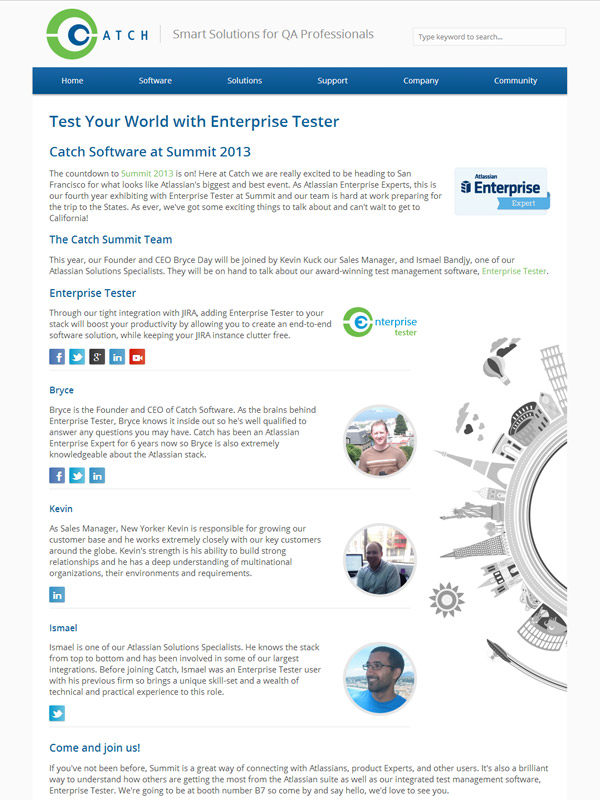 C ATCH
Smart Solutions for QA Professionals
Type keyword to search...
Home Software Solutions Support Company Community
Test Your World with Enterprise Tester
Catch Software at Summit 2013
The countdown to Summit 2013 is on! Here at Catch we are really excited to be heading to San
Francisco for what looks like Atlassian's biggest and best event. As Atlassian Enterprise Experts, this is
our fourth year exhibiting with Enterprise Tester at Summit and our team is hard at work preparing for
the trip to the States. As ever, we've got some exciting things to talk about and can't wait to get to
California!
Atlassian
Enterprise
Expert
The Catch Summit Team
This year, our Founder and CEO Bryce Day will be joined by Kevin Kuck our Sales Manager, and Ismael Bandjy, one of our
Atlassian Solutions Specialists. They will be on hand to talk about our award-winning test management software, Enterprise Tester.
Enterprise Tester
Through our tight integration with JIRA, adding Enterprise Tester to your
stack will boost your productivity by allowing you to create an end-to-end
software solution, while keeping your JIRA instance clutter free.
enterprise
tester
Bryce
Bryce is the Founder and CEO of Catch Software. As the brains behind
Enterprise Tester, Bryce knows it inside out so he's well qualified to
answer any questions you may have. Catch has been an Atlassian
Enterprise Expert for 6 years now so Bryce is also extremely
knowledgeable about the Atlassian stack.
Kevin
As Sales Manager, New Yorker Kevin is responsible for growing our
customer base and he works extremely closely with our key customers
around the globe. Kevin's strength is his ability to build strong
relationships and he has a deep understanding of multinational
organizations, their environments and requirements.
Ismael
Ismael is one of our Atlassian Solutions Specialists. He knows the stack
from top to bottom and has been involved in some of our largest
integrations. Before joining Catch, Ismael was an Enterprise Tester user
with his previous firm so brings a unique skill-set and a wealth of
technical and practical experience to this role.
Come and join us!
If you've not been before, Summit is a great way of connecting with Atlassians, product Experts, and other users. It's also a brilliant
way to understand how others are getting the most from the Atlassian suite as well as our integrated test management software,
Enterprise Tester. We're going to be at booth number B7 so come by and say hello, we'd love to see you.